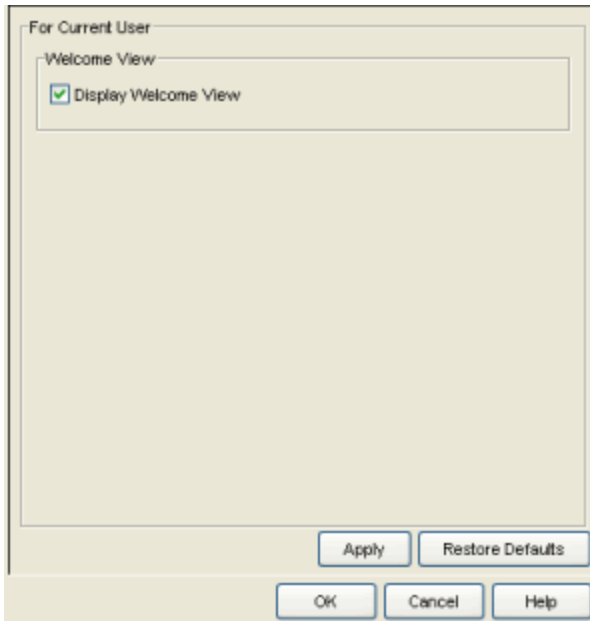 For Current User
Welcome View
Display Welcome View
Apply Restore Defaults
OK Cancel Help